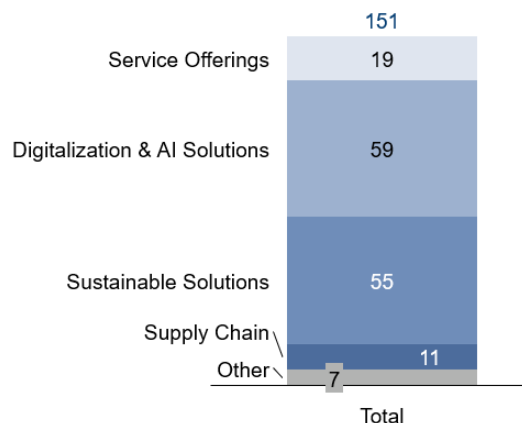 151
Service Offerings 19
Digitalization & AI Solutions 59
Sustainable Solutions 55
Supply Chain 11
Other 7
Total